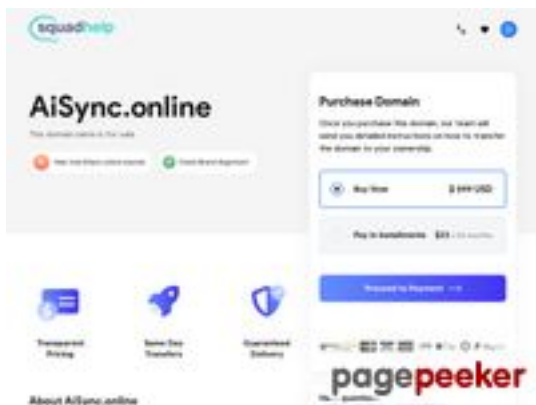 squadhelp
AiSync.online
This domain name is for sale
Purchase Domain
Once you purchase this domain, our team will
send you detailed instructions on how to transfer
the domain to your ownership.
Buy Now
USD
Pay in Installments
Proceed to Payment
Transparent
Pricing
Same Day
Transfers
Guaranteed
Delivery
About AiSync.online
pagepeeker